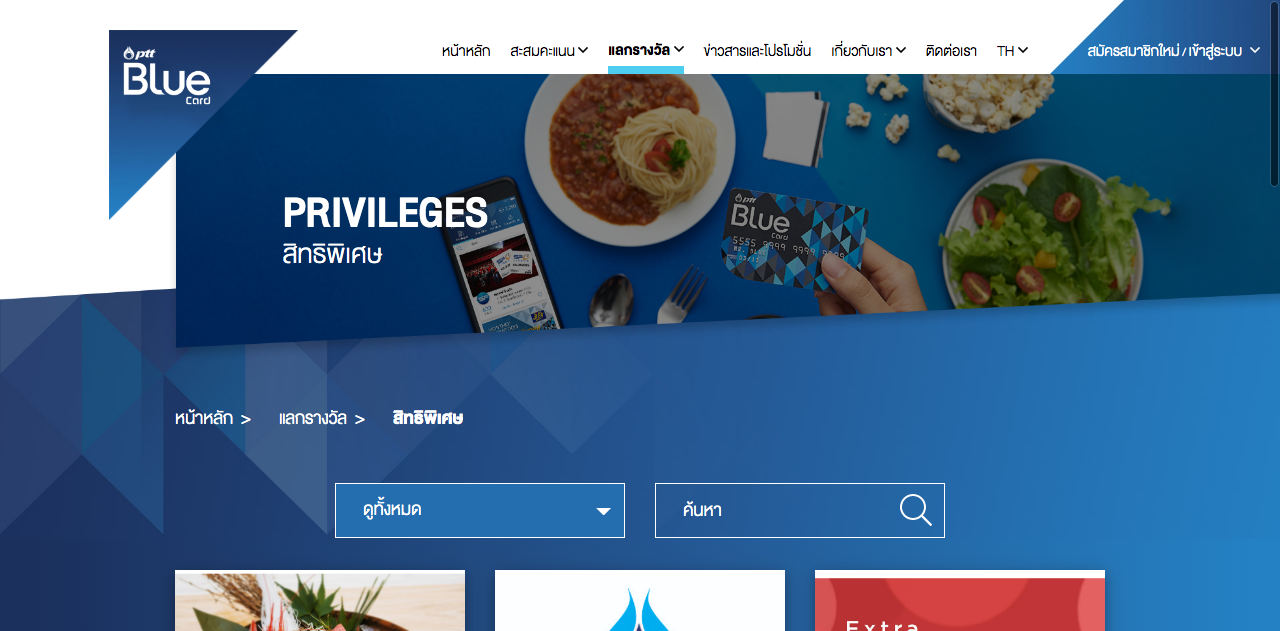 ptt
BLue
Card
หน้าหลัก
สะสมคะแนน
แลกรางวัล
ข่าวสารและโปรโมชั่น
เกี่ยวกับเรา
ติดต่อเรา
TH
สมัครสมาชิกใหม่ / เข้าสู่ระบบ
PRIVILEGES
สิทธิพิเศษ
ptt
BLue
Card
5555 9999 9999 9999
หน้าหลัก >
แลกรางวัล >
สิทธิพิเศษ
ดูทั้งหมด
ค้นหา
Extra